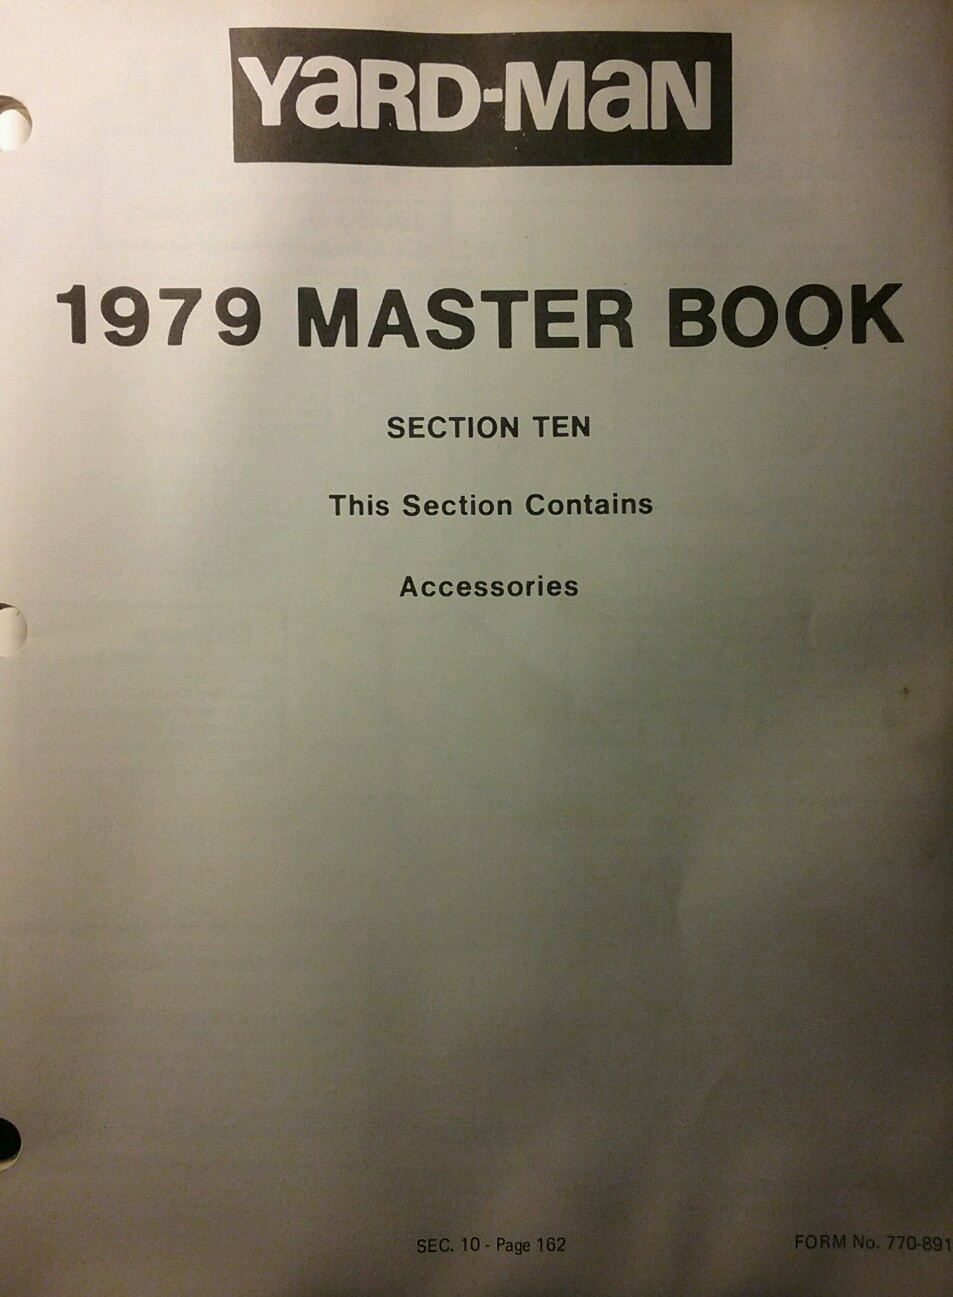 YaRD-MaN
1979 MASTER BOOK
SECTION TEN
This Section Contains
Accessories
SEC. 10 - Page 162
FORM No. 770-891